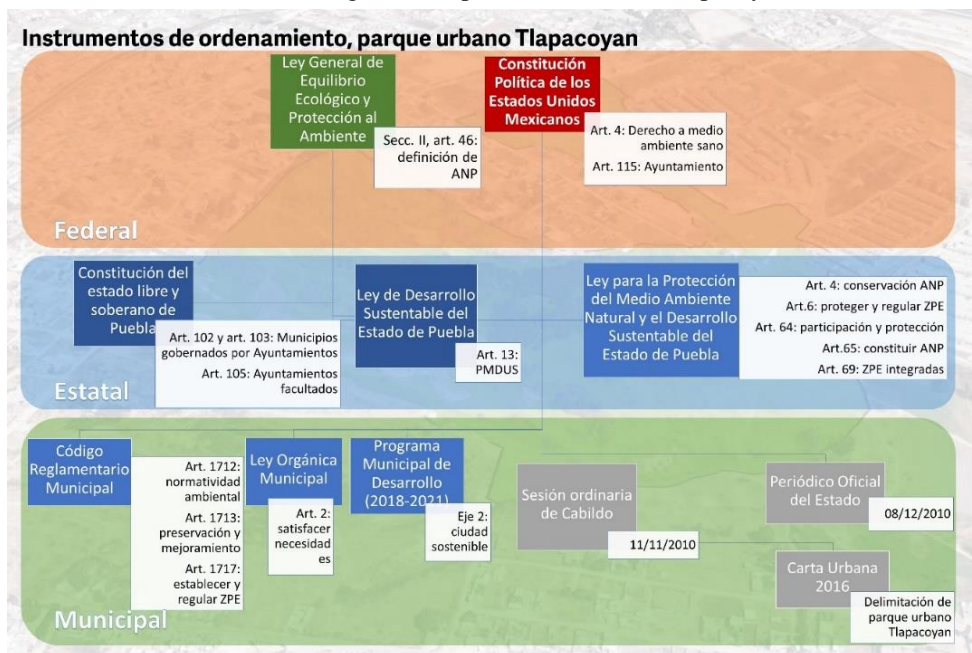 Instrumentos de ordenamiento, parque urbano Tlapacoyan
Ley General de
Equilibrio
Ecológico y
Protección al
Ambiente
Secc. II, art. 46:
definición de
ANP
Constitución
Política de los
Estados Unidos
Mexicanos
Art. 4: Derecho a medio
ambiente sano
Art. 115: Ayuntamiento
Federal
Constitución del
estado libre y
soberano de
Puebla
Art. 102 y art. 103: Municipios
gobernados por Ayuntamientos
Art. 105: Ayuntamientos
facultados
Ley de Desarrollo
Sustentable del
Estado de Puebla
Art. 13:
PMDUS
Ley para la Protección
del Medio Ambiente
Natural y el Desarrollo
Sustentable del
Estado de Puebla
Art. 4: conservación ANP
Art.6: proteger y regular ZPE
Art. 64: participación y protección
Art.65: constituir ANP
Art. 69: ZPE integradas
Estatal
Código
Reglamentario
Municipal
Art. 1712:
normatividad
ambiental
Art. 1713:
preservación y
mejoramiento
Art. 1717:
establecer y
regular ZPE
Ley Orgánica
Municipal
Art. 2:
satisfacer
necesidad
es
Programa
Municipal de
Desarrollo
(2018-2021)
Eje 2:
ciudad
sostenible
Sesión ordinaria
de Cabildo
11/11/2010
Periódico Oficial
del Estado
08/12/2010
Carta Urbana
2016
Delimitación de
parque urbano
Tlapacoyan
Municipal